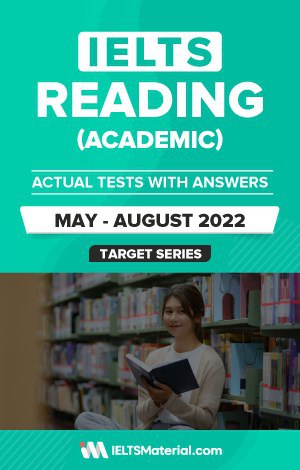 IELTS
READING
(ACADEMIC)
ACTUAL TESTS WITH ANSWERS
MAY - AUGUST 2022
TARGET SERIES
IELTSMaterial.com